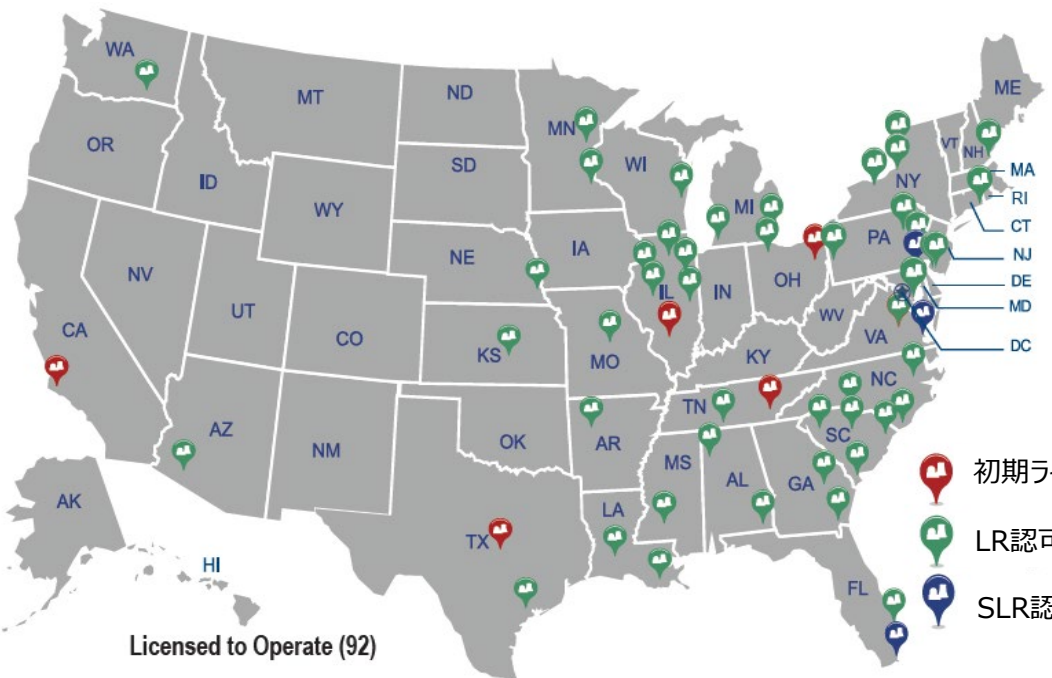 WA
MT
ND
MN
ME
OR
ID
SD
WI
VT
NH
MA
WY
MI
NY
RI
CT
NV
NE
IA
PA
NJ
UT
IL
IN
OH
DE
CA
CO
KS
MO
WV
MD
VA
KY
DC
NC
TN
AZ
NM
OK
AR
SC
MS
AL
GA
初期ラ
AK
TX
LA
LR認可
HI
FL
SLR認
Licensed to Operate (92)